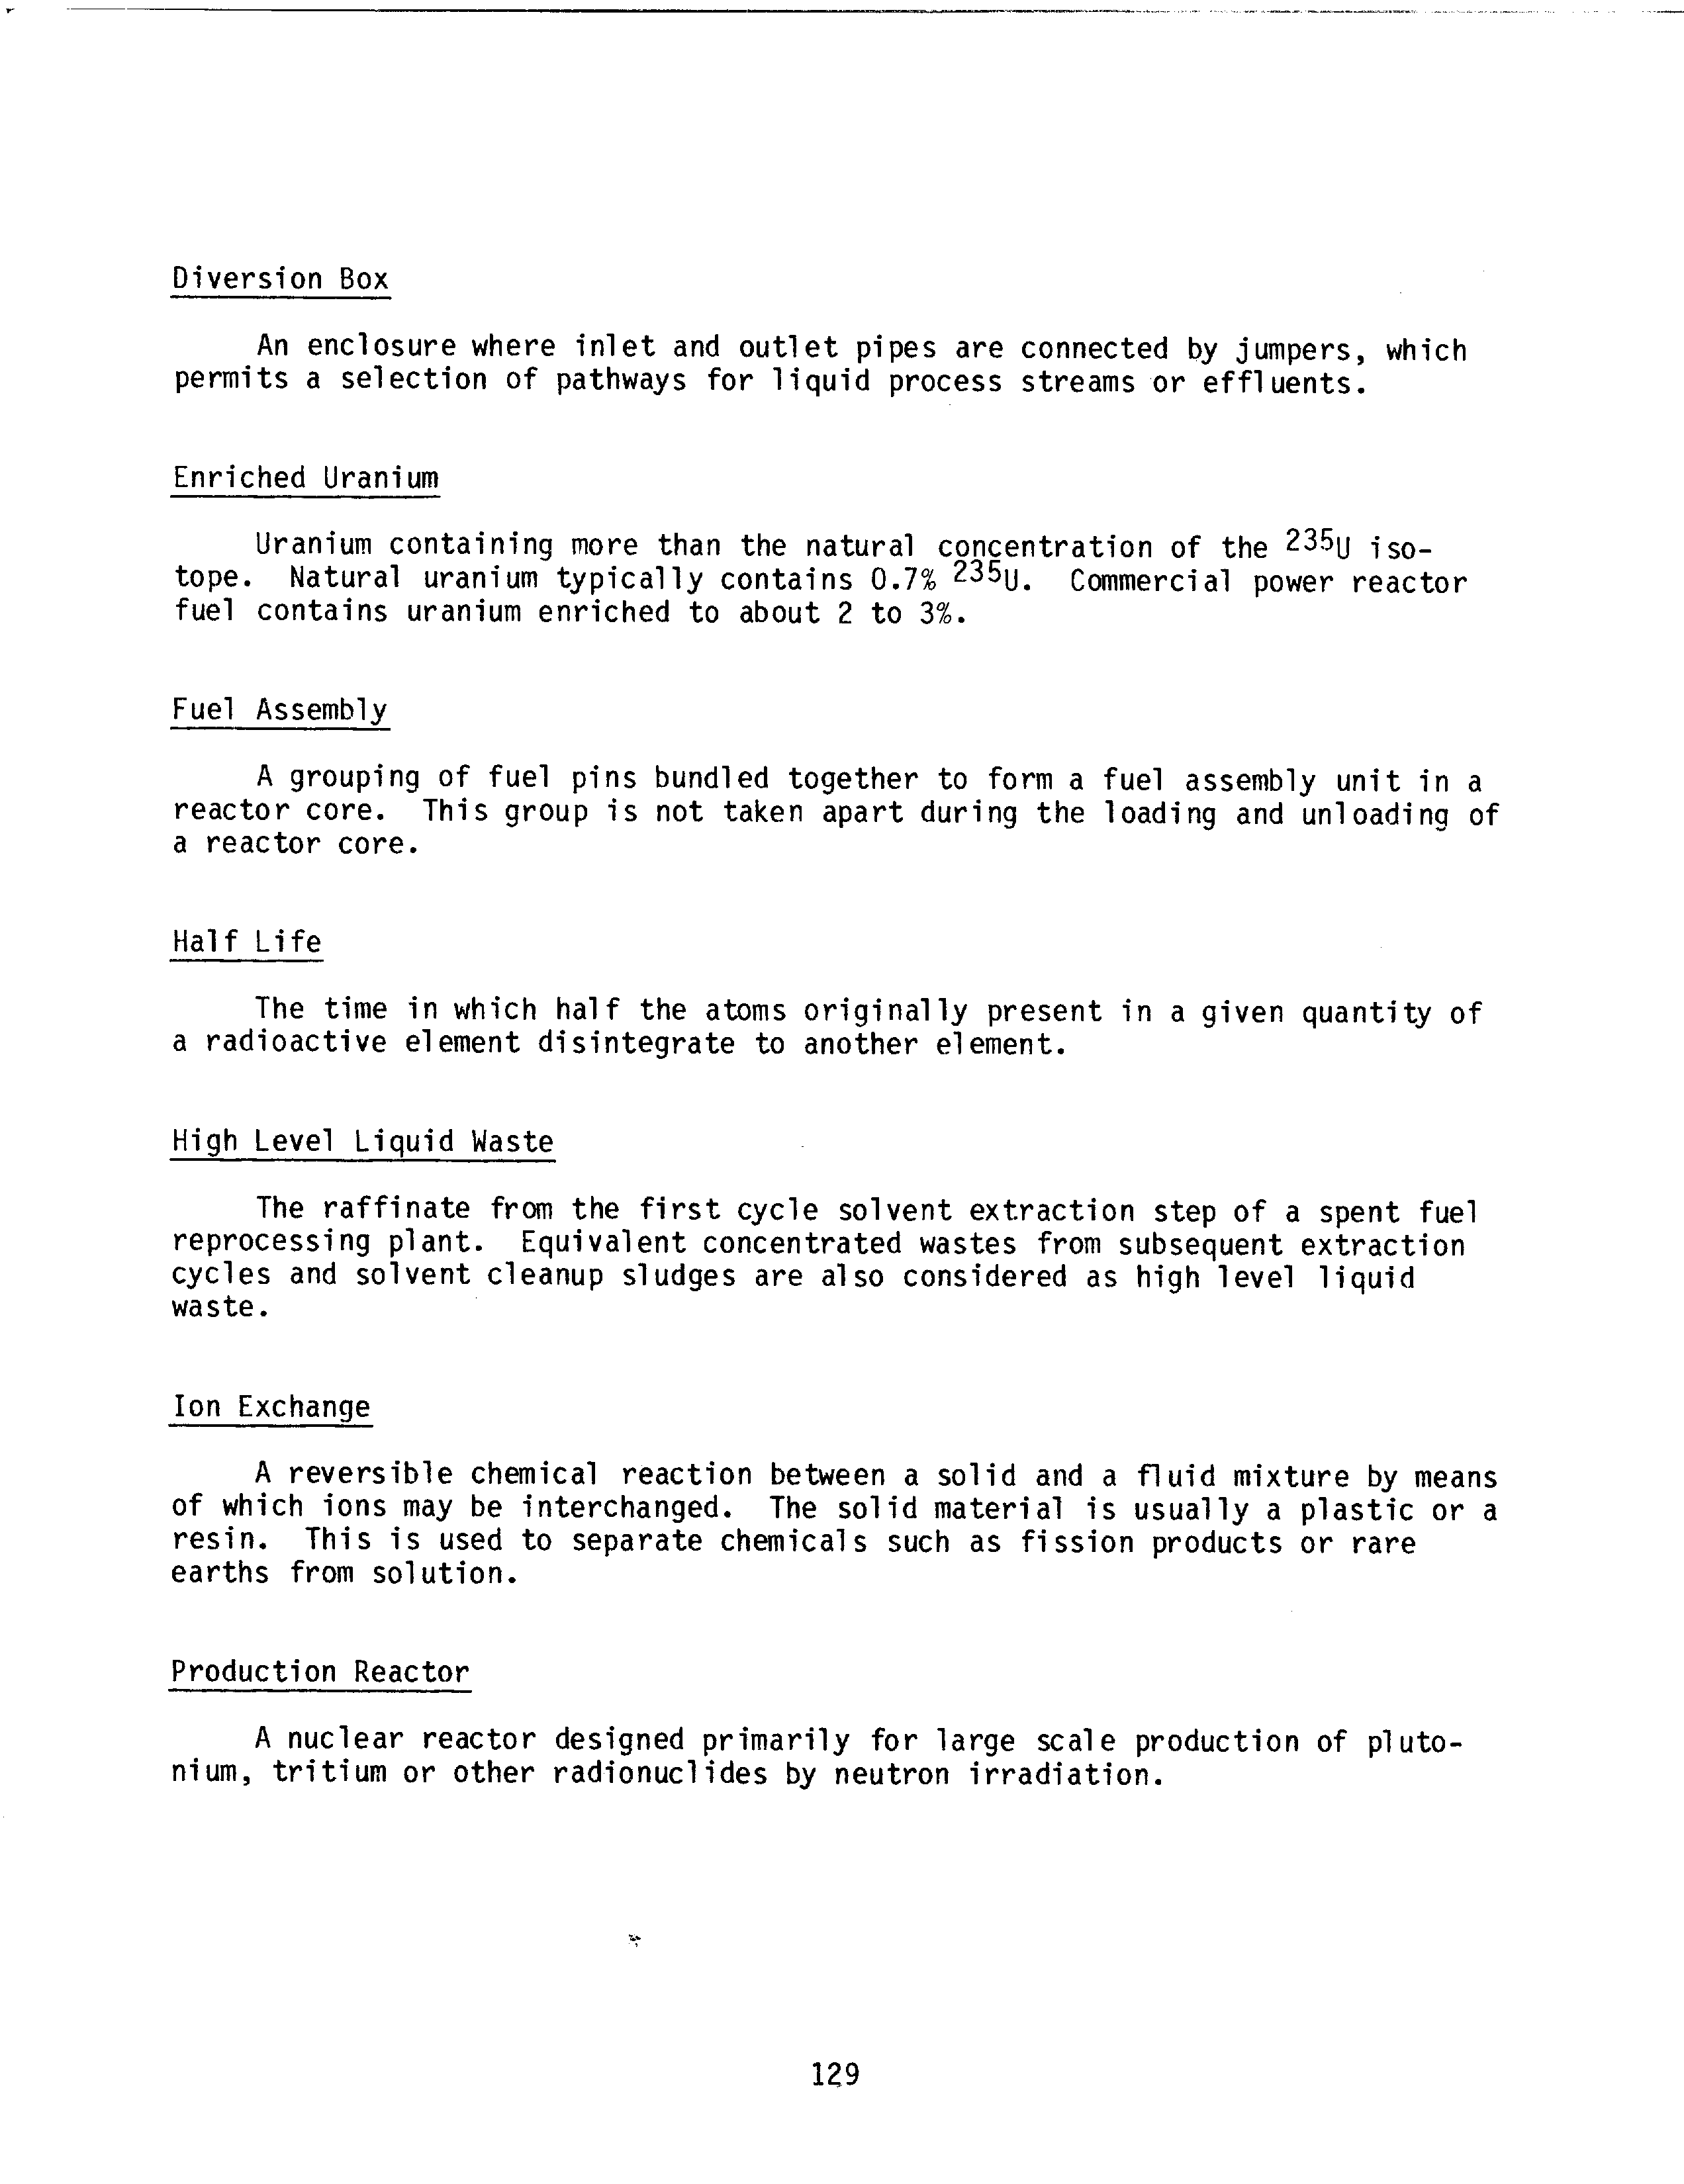 Diversion Box
An enclosure where inlet and outlet pipes are connected by jumpers, which
permits a selection of pathways for liquid process streams or effluents.
Enriched Uranium
Uranium containing more than the natural concentration of the 235U iso-
tope. Natural uranium typically contains 0.7% 235U. Commercial power reactor
fuel contains uranium enriched to about 2 to 3%.
Fuel Assembly
A grouping of fuel pins bundled together to form a fuel assembly unit in a
reactor core. This group is not taken apart during the loading and unloading of
a reactor core.
Half Life
The time in which half the atoms originally present in a given quantity of
a radioactive element disintegrate to another element.
High Level Liquid Waste
The raffinate from the first cycle solvent extraction step of a spent fuel
reprocessing plant. Equivalent concentrated wastes from subsequent extraction
cycles and solvent cleanup sludges are also considered as high level liquid
waste.
Ion Exchange
A reversible chemical reaction between a solid and a fluid mixture by means
of which ions may be interchanged. The solid material is usually a plastic or a
resin. This is used to separate chemicals such as fission products or rare
earths from solution.
Production Reactor
A nuclear reactor designed primarily for large scale production of pluto-
nium, tritium or other radionuclides by neutron irradiation.
129